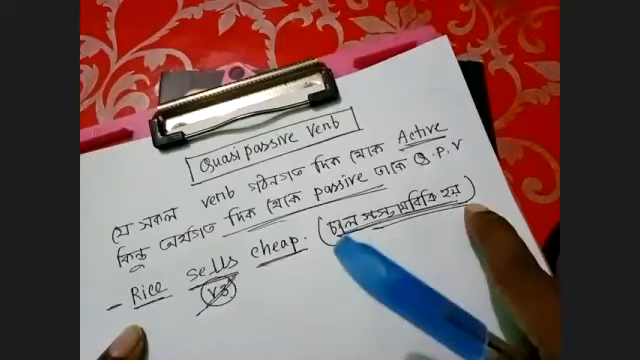 Quasi passive verb
যে সকল verb গঠনগত দিক থেকে Active
কিন্তু অর্থগত দিক থেকে passive তাকে Q.P.V
- Rice sells cheap. (চাল সস্তায় বিক্রি হয়)
V3